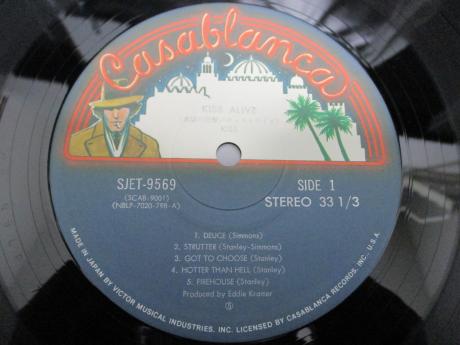 Casablanca
KISS ALIVE
KISS
SJET-9569
SIDE 1
(SCAB-9001)
(NBLP-7020-798-A)
STEREO 33 1/3
1. DEUCE (Simmons)
2. STRUTTER (Stanley-Simmons)
3. GOT TO CHOOSE (Stanley)
4. HOTTER THAN HELL (Stanley)
5. FIREHOUSE (Stanley)
Produced by Eddie Kramer
Ⓢ
MADE IN JAPAN BY VICTOR MUSICAL INDUSTRIES, INC. LICENSED BY CASABLANCA RECORDS, INC. U.S.A.